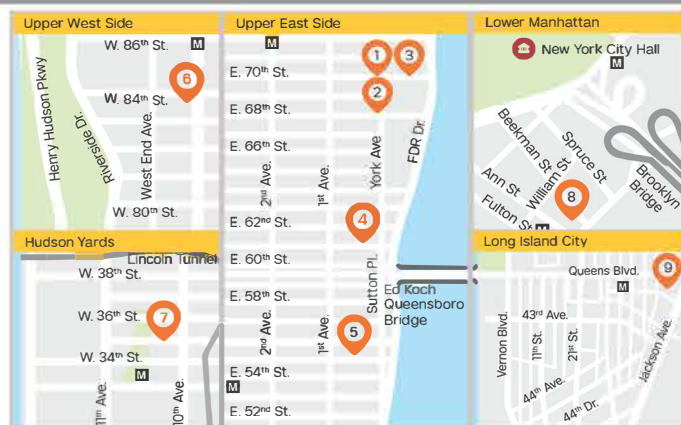 Upper West Side
W. 86th St.
M
6
W. 84th St.
Henry Hudson Pkwy
Riverside Dr.
West End Ave.
W. 80th St.
Hudson Yards
Lincoln Tunnel
W. 38th St.
W. 36th St.
7
W. 34th St.
M
11th Ave.
10th Ave.
Upper East Side
M
1
3
E. 70th St.
2
E. 68th St.
E. 66th St.
2nd Ave.
1st Ave.
York Ave
FDR Dr.
E. 62nd St.
4
E. 60th St.
Sutton Pl.
E. 58th St.
Ed Koch
Queensboro
Bridge
2nd Ave.
1st Ave.
5
E. 54th St.
M
E. 52nd St.
Lower Manhattan
New York City Hall
M
Beekman St
Spruce St
William St
Ann St
Fulton St
M
8
Brooklyn
Bridge
Long Island City
Queens Blvd.
M
9
Vernon Blvd.
43rd Ave.
11th St.
21st St.
Jackson Ave.
44th Ave.
44th Dr.